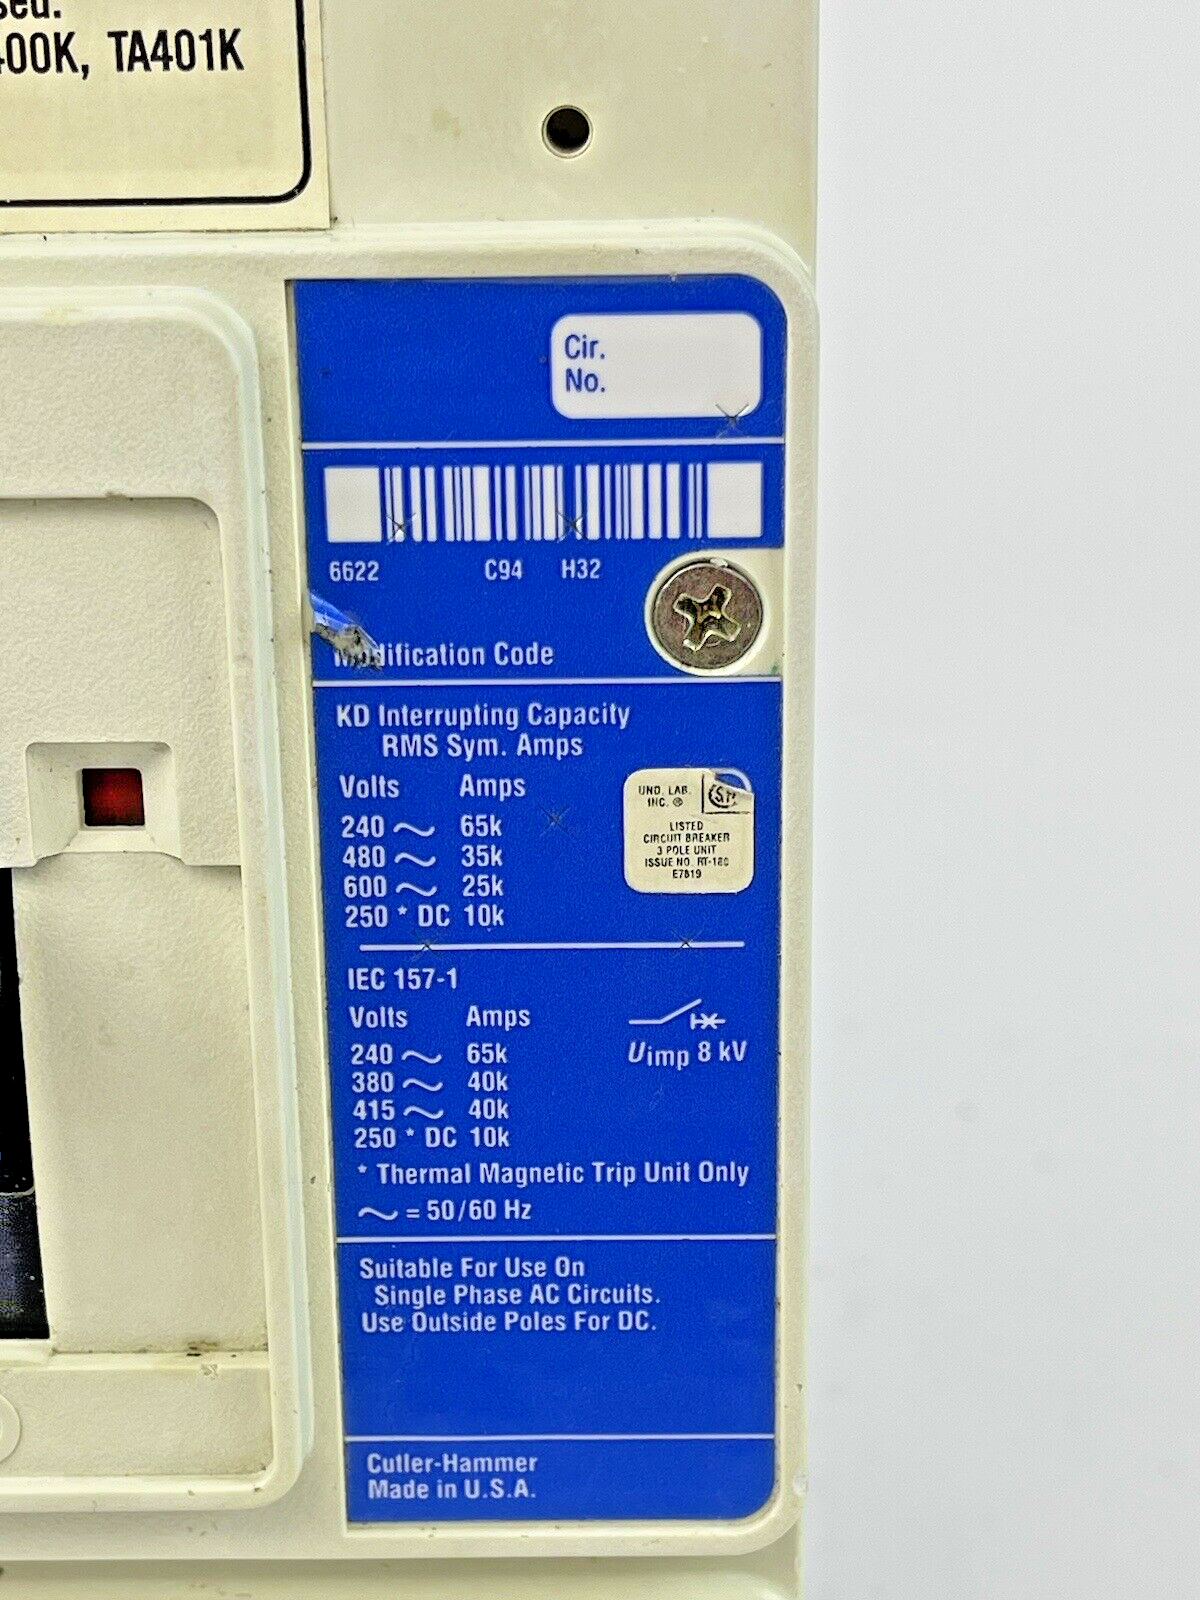 TA401K
Cir.
No.
6622 C94 H32
Modification Code
KD Interrupting Capacity
RMS Sym. Amps
Volts Amps
240 ~ 65k
480 ~ 35k
600 ~ 25k
250 * DC 10k
UND. LAB.
INC. ®
LISTED
CIRCUIT BREAKER
3 POLE UNIT
ISSUE NO.
E7819
IEC 157-1
Volts Amps
240 ~ 65k
380 ~ 40k
415 ~ 40k
250 * DC 10k
Uimp 8 kV
* Thermal Magnetic Trip Unit Only
~ = 50/60 Hz
Suitable For Use On
Single Phase AC Circuits.
Use Outside Poles For DC.
Cutler-Hammer
Made in U.S.A.